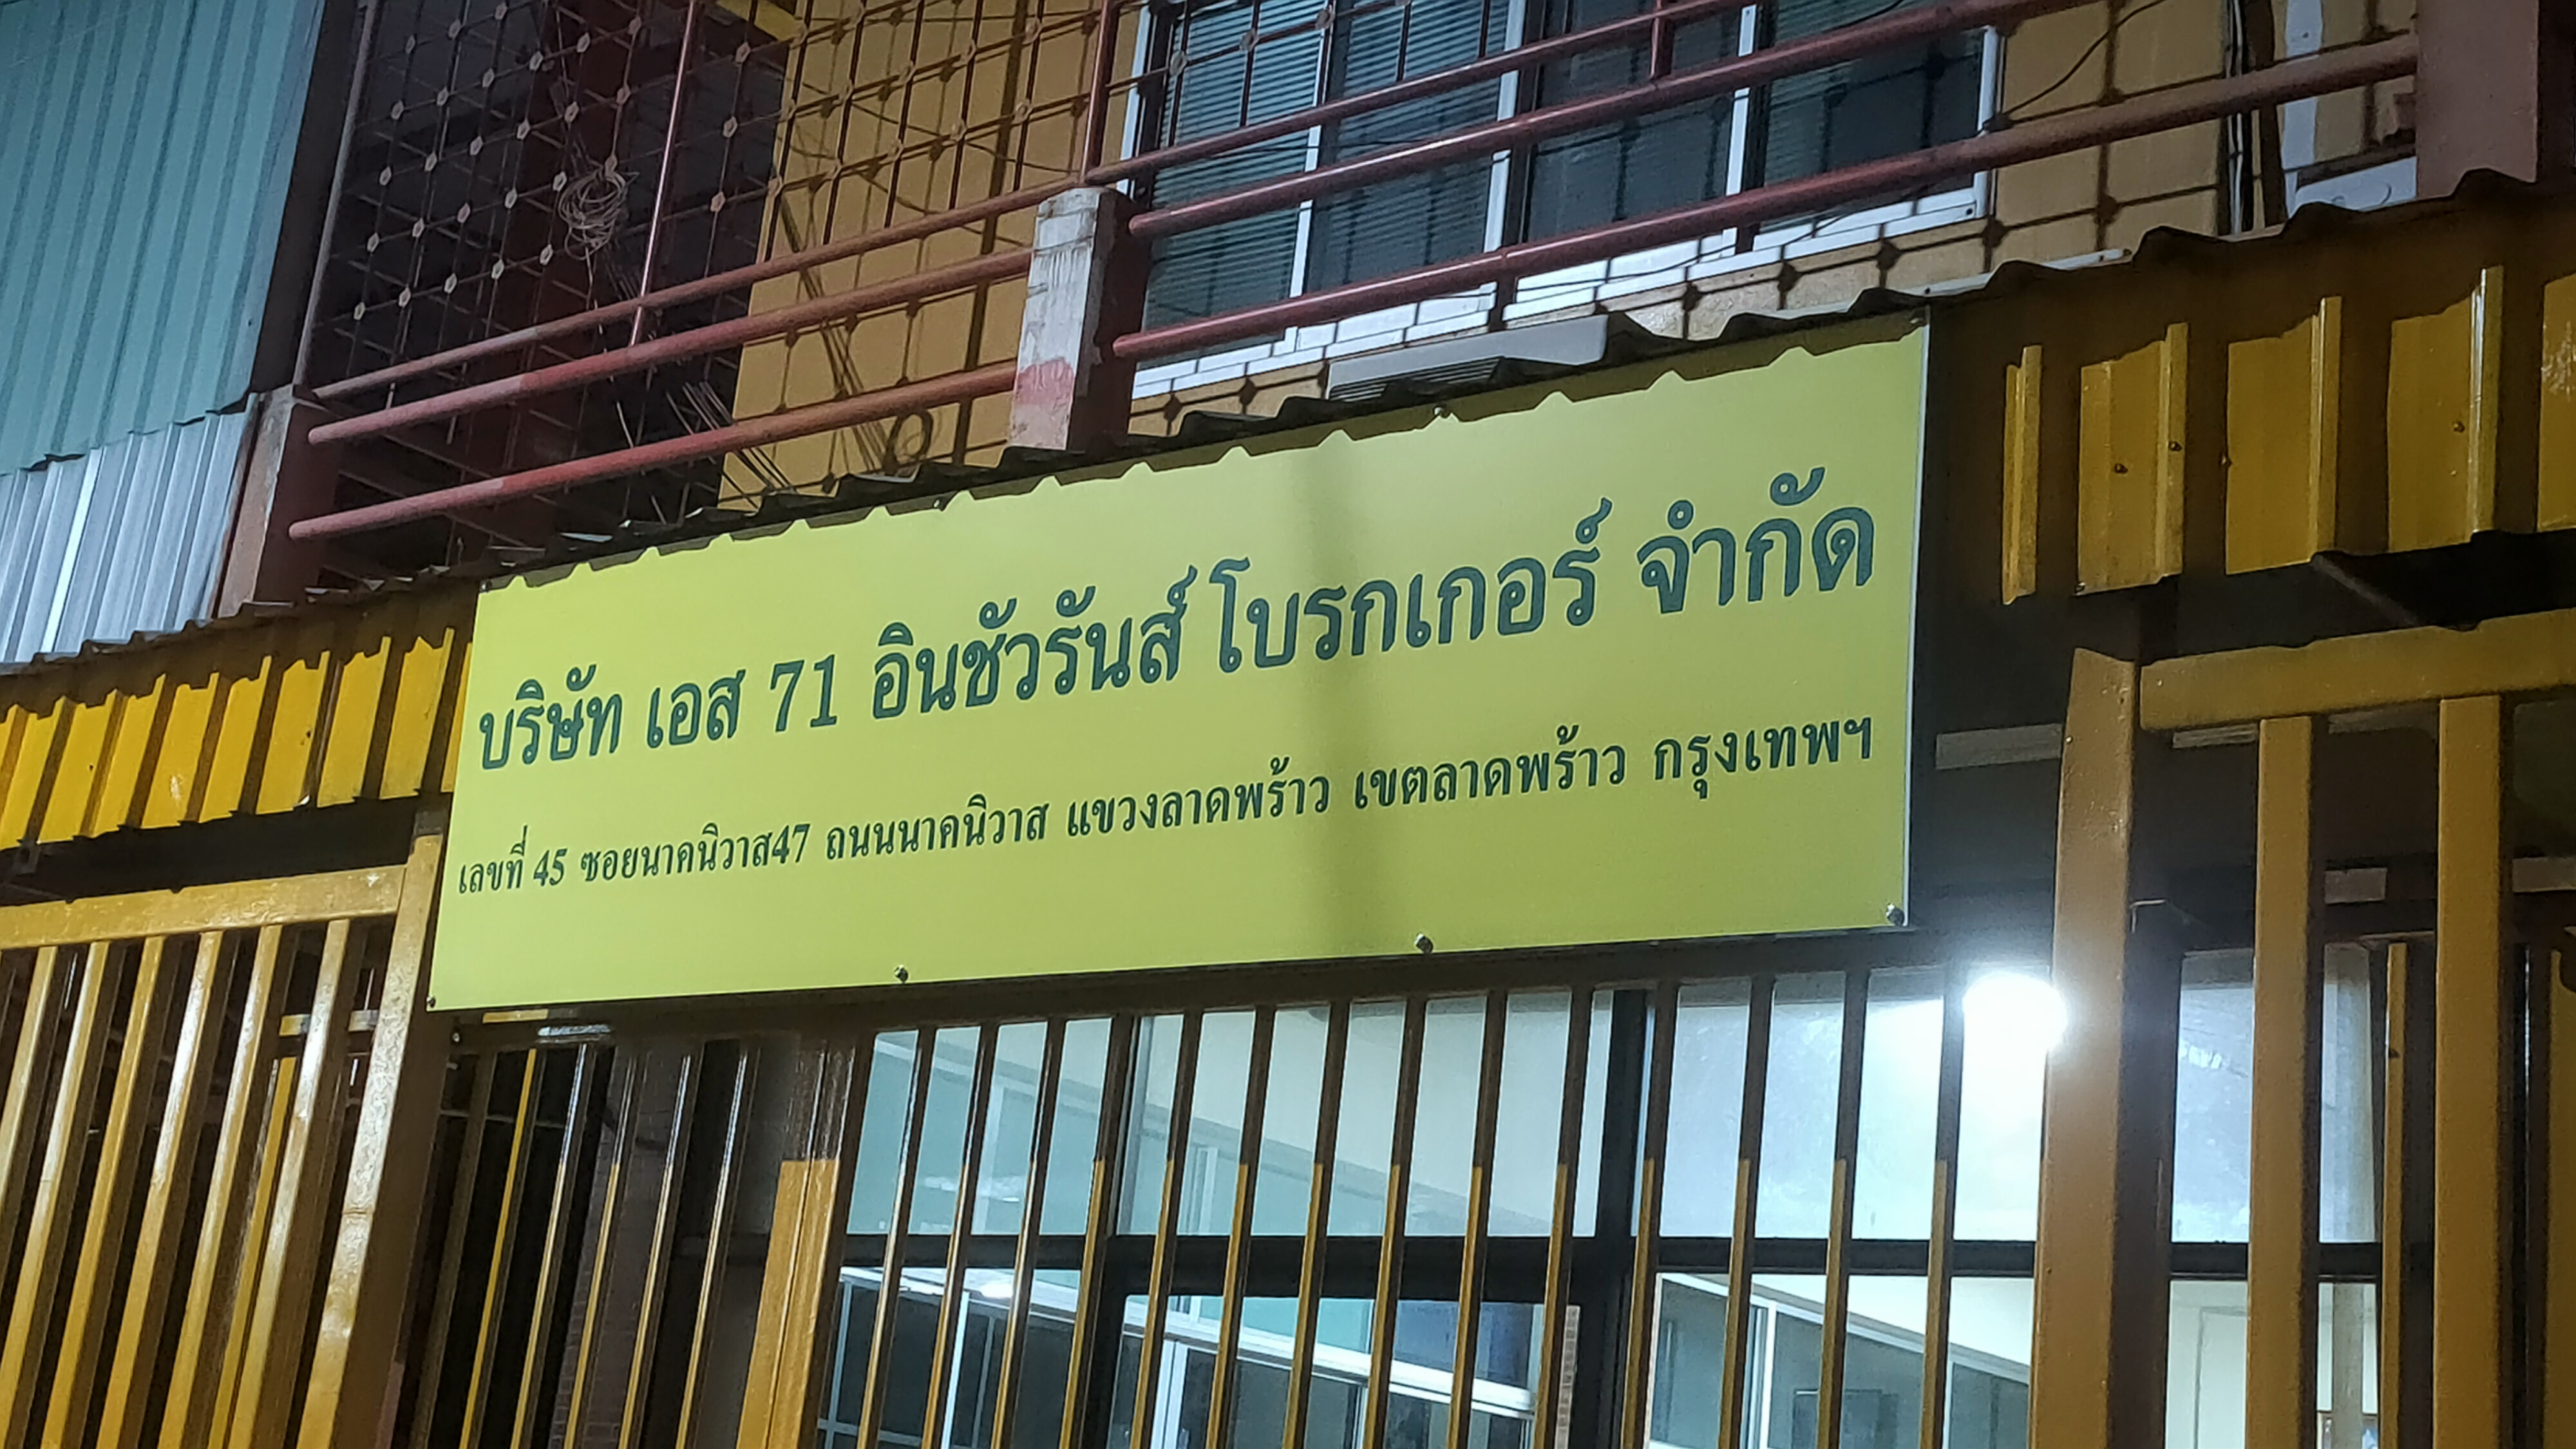 บริษัท เอส 71 อินชัวรันส์ โบรกเกอร์ จำกัด
เลขที่ 45 ซอยนาคนิวาส47 ถนนนาคนิวาส แขวงลาดพร้าว เขตลาดพร้าว กรุงเทพฯ